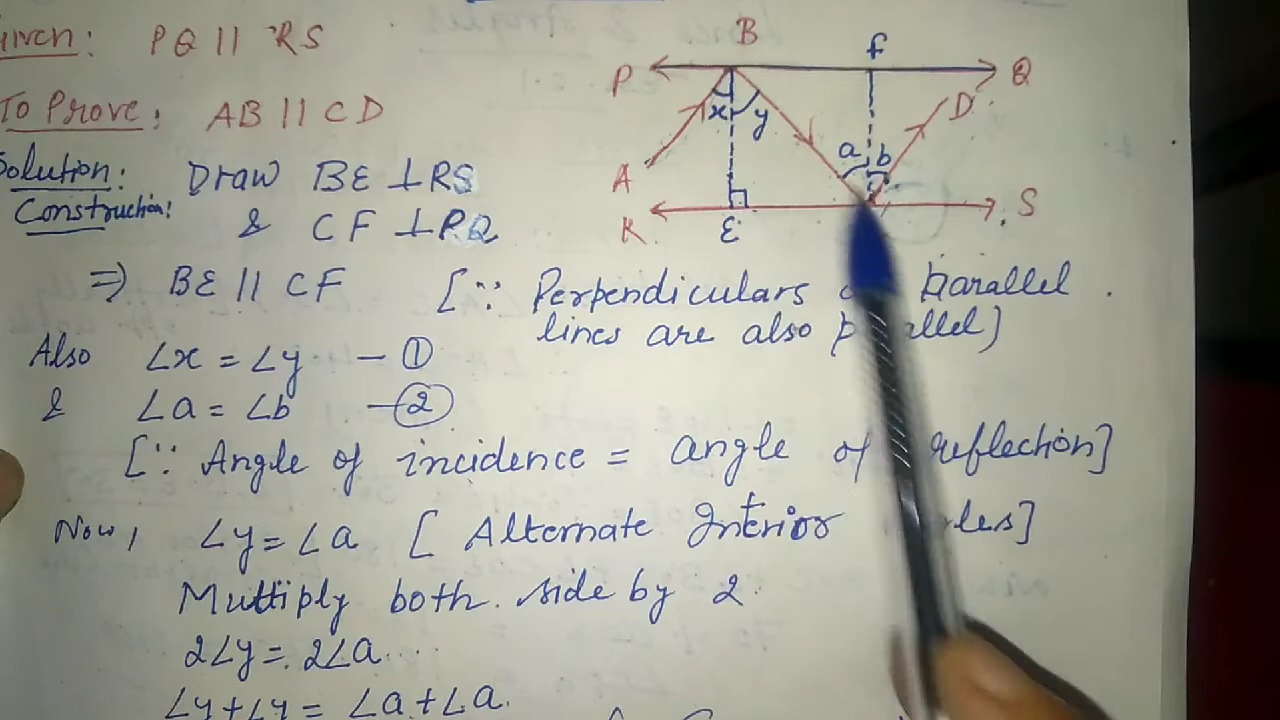 Given: PQ || RS
To Prove: AB || CD
Solution: Draw BE ⊥ RS
Construction: & CF ⊥ PQ
=> BE || CF [∵ Perpendiculars parallel
lines are also parallel]
Also ∠x = ∠y — ①
& ∠a = ∠b — ②
[∵ Angle of incidence = angle of reflection]
Now, ∠y = ∠a [Alternate Interior
Multiply both side by 2
2∠y = 2∠a
∠y + ∠y = ∠a + ∠a
B
F
P
Q
x
y
a
b
D
A
R
E
S